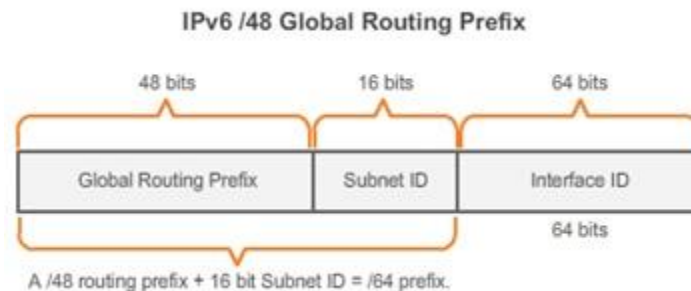 IPv6 /48 Global Routing Prefix
48 bits 16 bits 64 bits
Global Routing Prefix Subnet ID Interface ID
64 bits
A /48 routing prefix + 16 bit Subnet ID = /64 prefix.